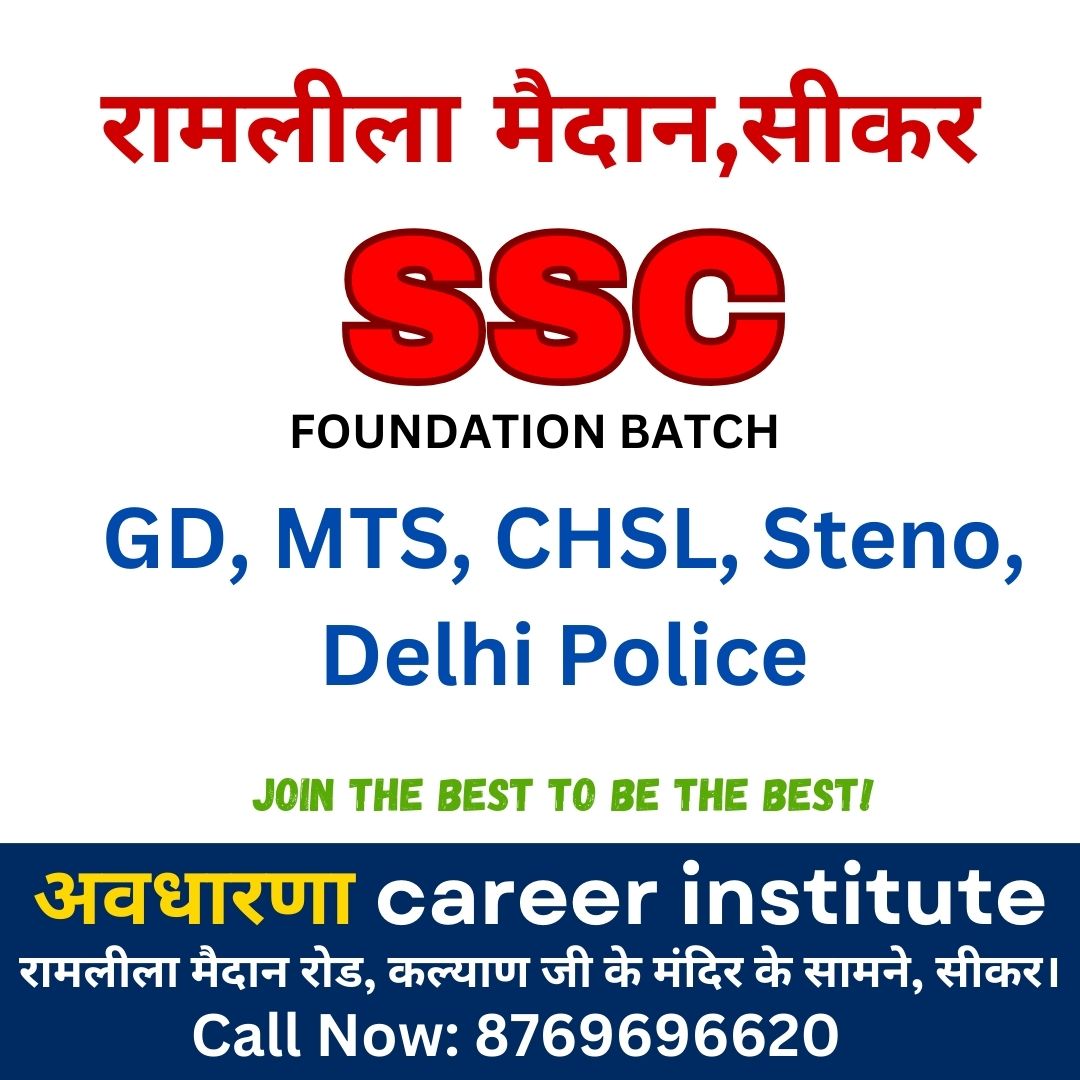 रामलीला मैदान,सीकर
SSC
FOUNDATION BATCH
GD, MTS, CHSL, Steno,
Delhi Police
JOIN THE BEST TO BE THE BEST!
अवधारणा career institute
रामलीला मैदान रोड, कल्याण जी के मंदिर के सामने, सीकर।
Call Now: 8769696620